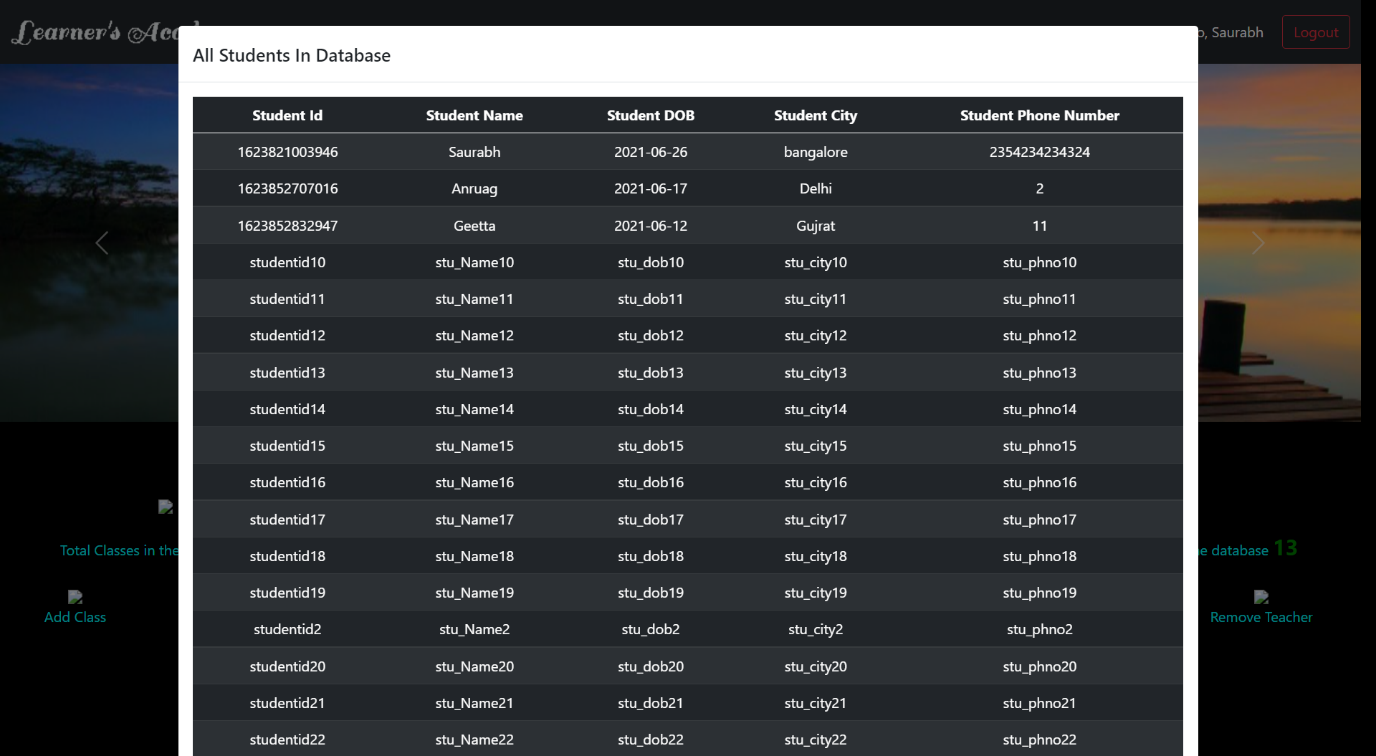 Learner's Aca
o, Saurabh
Logout
All Students In Database
Student Id Student Name Student DOB Student City Student Phone Number
1623821003946 Saurabh 2021-06-26 bangalore 2354234234324
1623852707016 Anruag 2021-06-17 Delhi 2
1623852832947 Geetta 2021-06-12 Gujrat 11
studentid10 stu_Name10 stu_dob10 stu_city10 stu_phno10
studentid11 stu_Name11 stu_dob11 stu_city11 stu_phno11
studentid12 stu_Name12 stu_dob12 stu_city12 stu_phno12
studentid13 stu_Name13 stu_dob13 stu_city13 stu_phno13
studentid14 stu_Name14 stu_dob14 stu_city14 stu_phno14
studentid15 stu_Name15 stu_dob15 stu_city15 stu_phno15
studentid16 stu_Name16 stu_dob16 stu_city16 stu_phno16
studentid17 stu_Name17 stu_dob17 stu_city17 stu_phno17
studentid18 stu_Name18 stu_dob18 stu_city18 stu_phno18
studentid19 stu_Name19 stu_dob19 stu_city19 stu_phno19
studentid2 stu_Name2 stu_dob2 stu_city2 stu_phno2
studentid20 stu_Name20 stu_dob20 stu_city20 stu_phno20
studentid21 stu_Name21 stu_dob21 stu_city21 stu_phno21
studentid22 stu_Name22 stu_dob22 stu_city22 stu_phno22
Total Classes in the
e database 13
Add Class
Remove Teacher